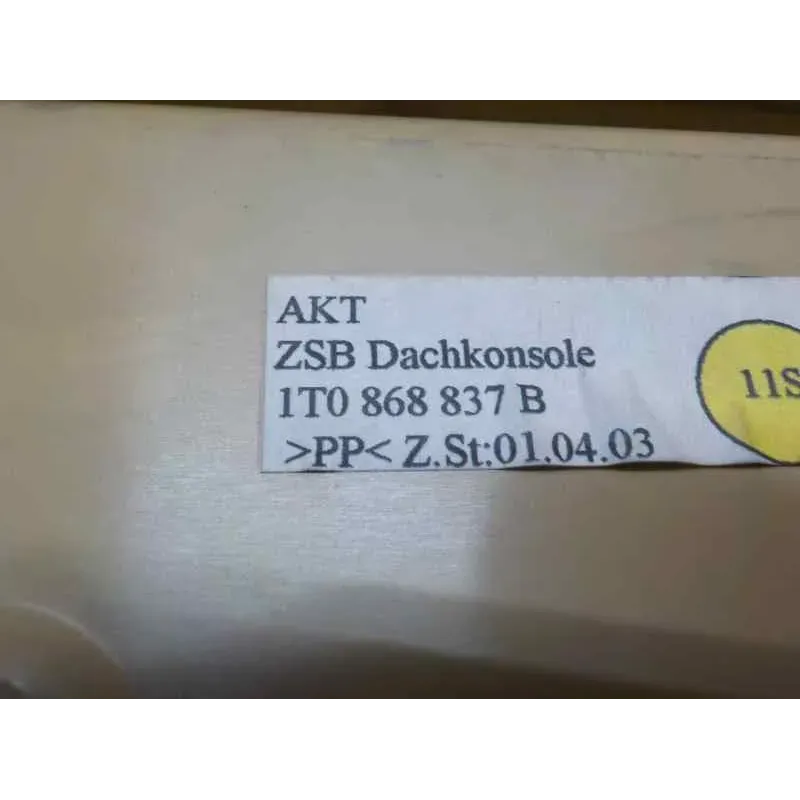 AKT
ZSB Dachkonsole
1T0 868 837 B
>PP< Z.St:01.04.03
11S